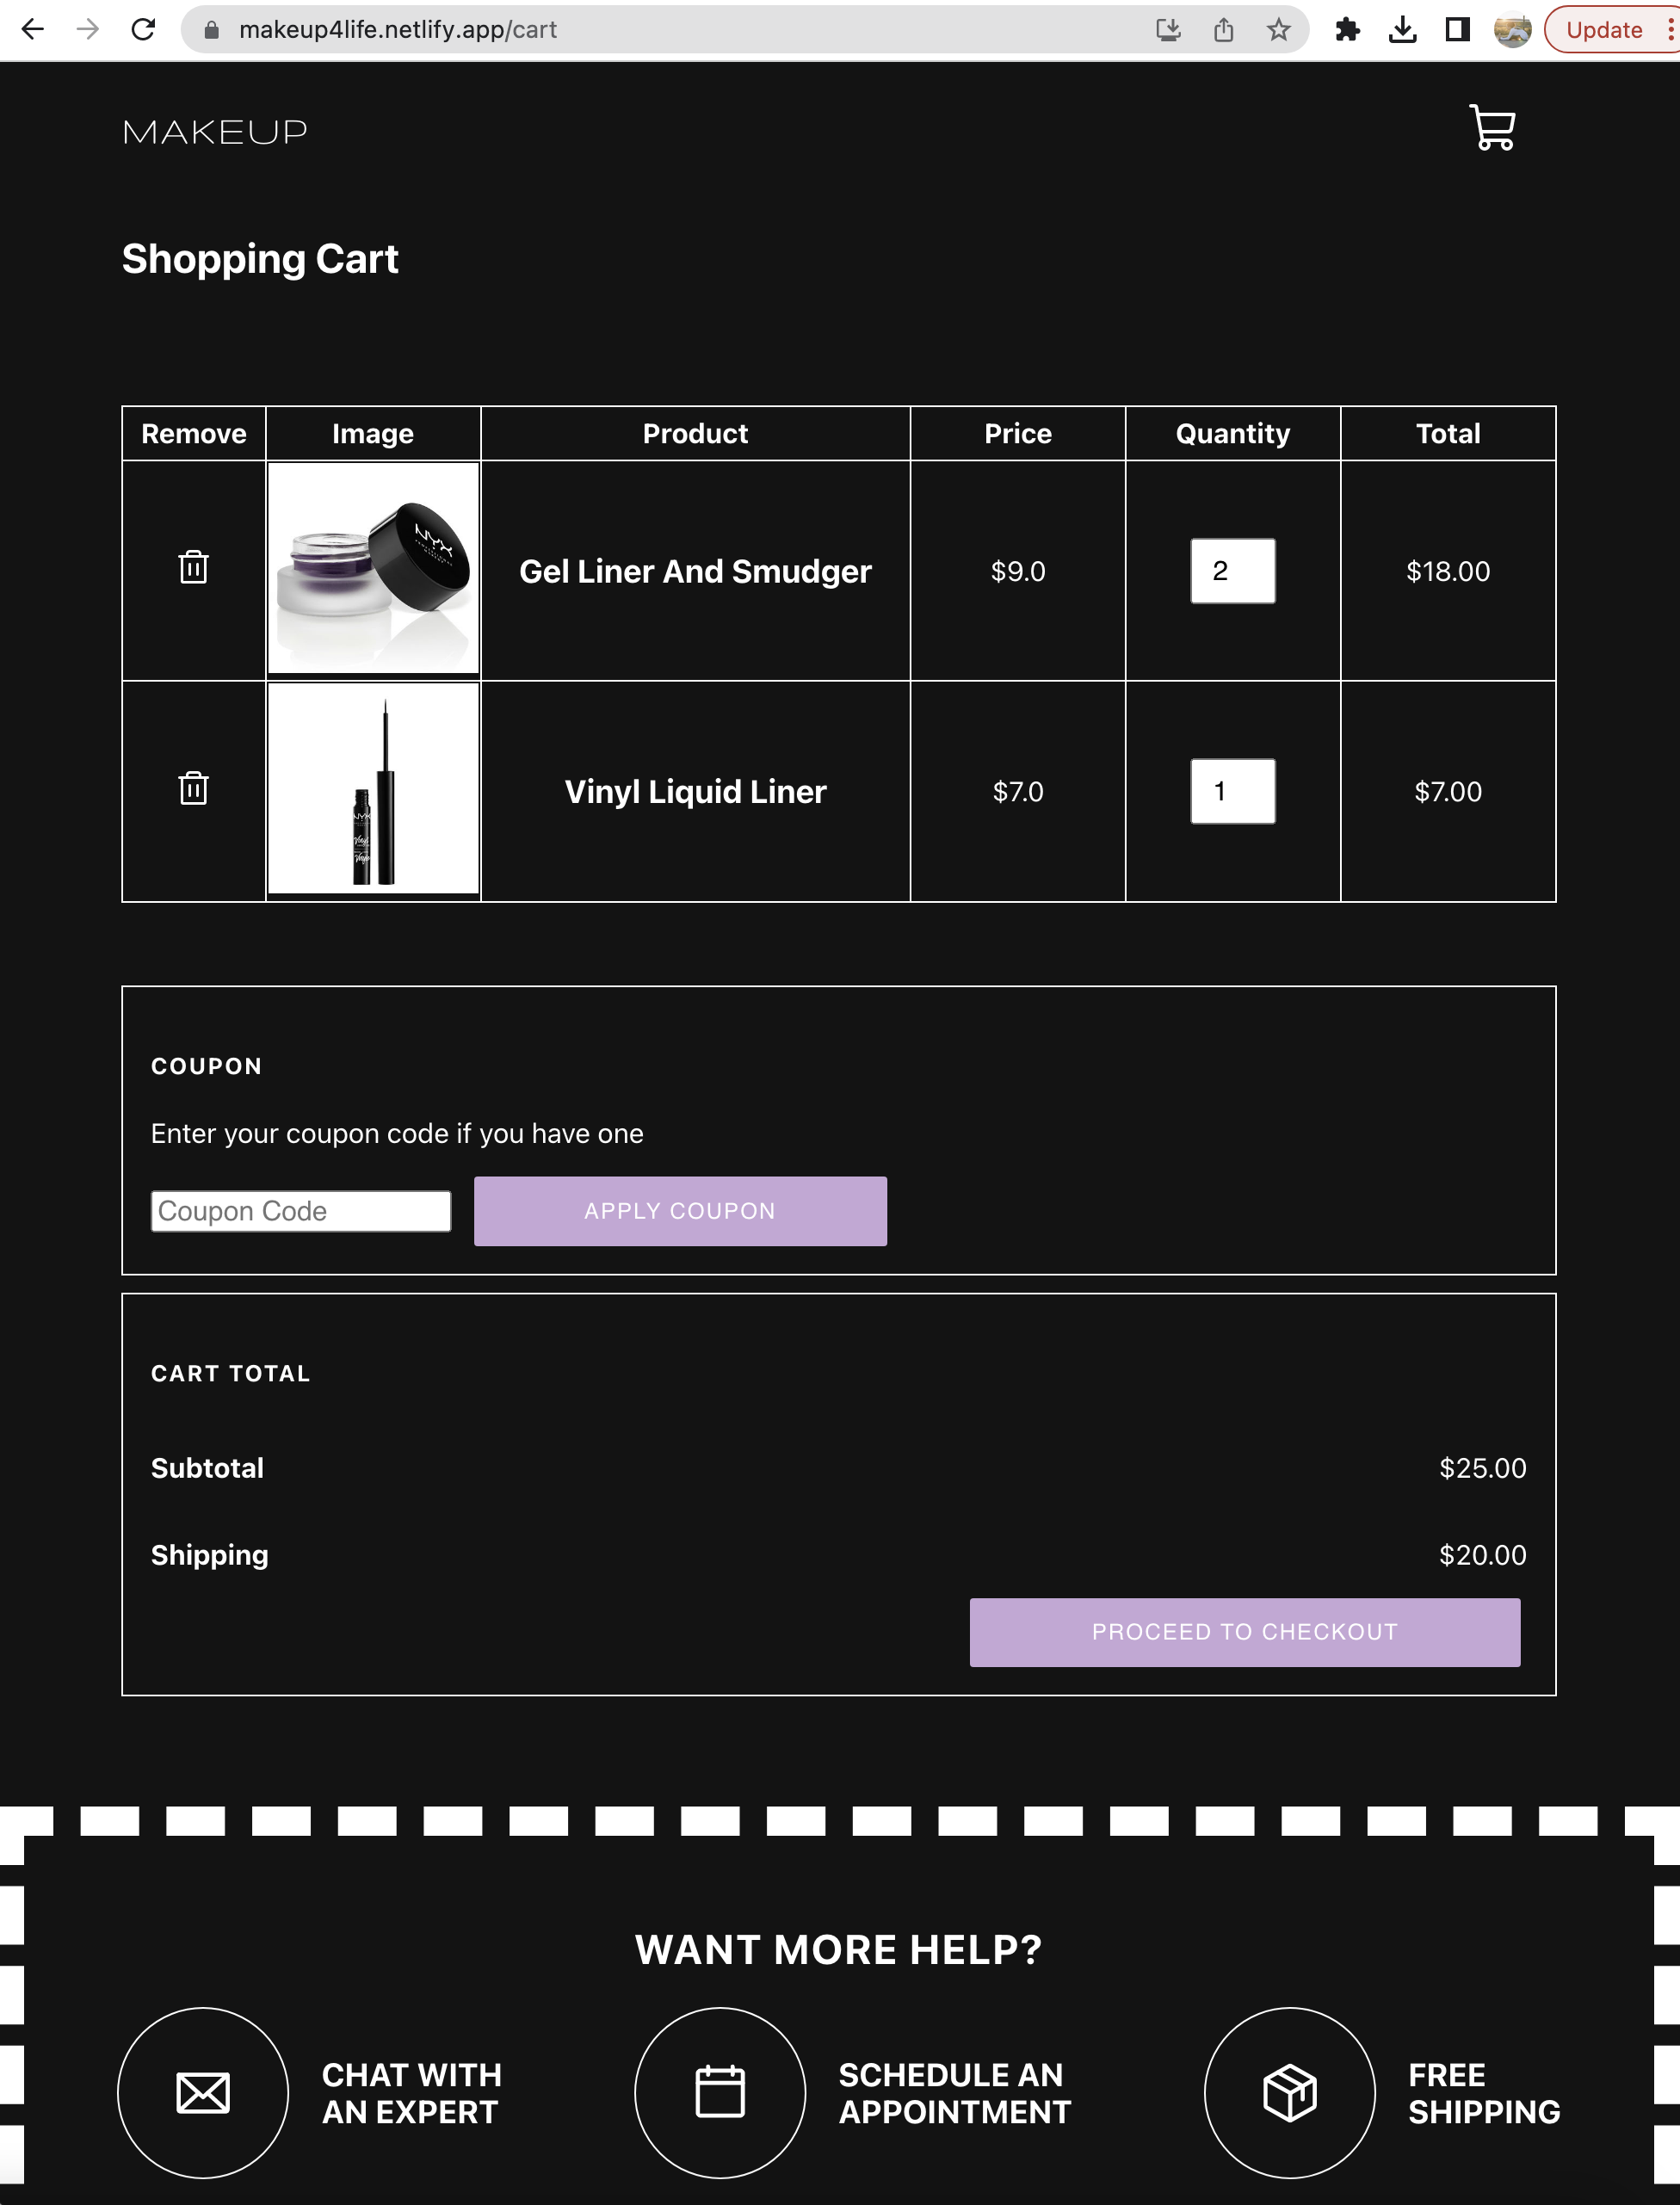 makeup4life.netlify.app/cart
Update
MAKEUP
Shopping Cart
Remove Image Product Price Quantity Total
NYX
Gel Liner And Smudger $9.0 2 $18.00
Vinyl Liquid Liner $7.0 1 $7.00
NYX
Vinyl
COUPON
Enter your coupon code if you have one
Coupon Code APPLY COUPON
CART TOTAL
Subtotal $25.00
Shipping $20.00
PROCEED TO CHECKOUT
WANT MORE HELP?
CHAT WITH
AN EXPERT
SCHEDULE AN
APPOINTMENT
FREE
SHIPPING